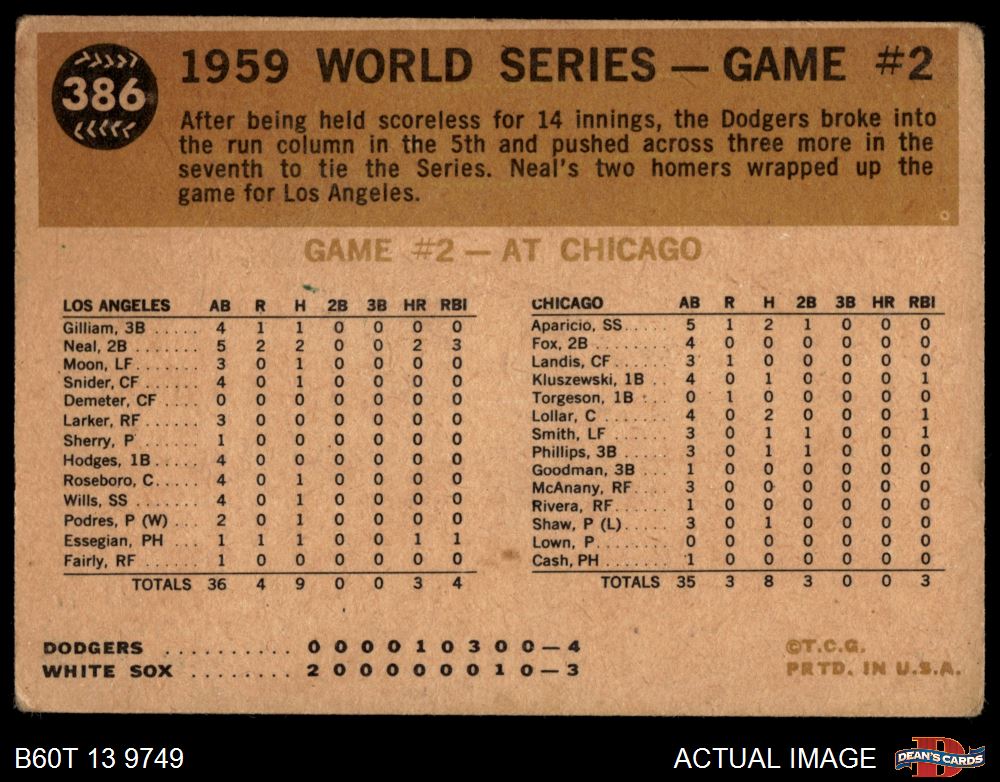 386
1959 WORLD SERIES — GAME #2
After being held scoreless for 14 innings, the Dodgers broke into
the run column in the 5th and pushed across three more in the
seventh to tie the Series. Neal's two homers wrapped up the
game for Los Angeles.
GAME #2 — AT CHICAGO
LOS ANGELES AB R H 2B 3B HR RBI
Gilliam, 3B ..... 4 1 1 0 0 0 0
Neal, 2B ....... 5 2 2 0 0 2 3
Moon, LF ....... 3 0 1 0 0 0 0
Snider, CF ...... 4 0 1 0 0 0 0
Demeter, CF .... 0 0 0 0 0 0 0
Larker, RF ...... 3 0 0 0 0 0 0
Sherry, P ....... 1 0 0 0 0 0 0
Hodges, 1B ..... 4 0 0 0 0 0 0
Roseboro, C..... 4 0 1 0 0 0 0
Wills, SS ....... 4 0 1 0 0 0 0
Podres, P (W) ... 2 0 1 0 0 0 0
Essegian, PH ... 1 1 1 0 0 1 1
Fairly, RF ...... 1 0 0 0 0 0 0
TOTALS 36 4 9 0 0 3 4
CHICAGO AB R H 2B 3B HR RBI
Aparicio, SS..... 5 1 2 1 0 0 0
Fox, 2B ........ 4 0 0 0 0 0 0
Landis, CF...... 3 1 0 0 0 0 0
Kluszewski, 1B .. 4 0 1 0 0 0 1
Torgeson, 1B ... 0 1 0 0 0 0 0
Lollar, C ....... 4 0 2 0 0 0 1
Smith, LF ...... 3 0 1 1 0 0 1
Phillips, 3B ..... 3 0 1 1 0 0 0
Goodman, 3B ... 1 0 0 0 0 0 0
McAnany, RF.... 3 0 0 0 0 0 0
Rivera, RF...... 1 0 0 0 0 0 0
Shaw, P (L)..... 3 0 1 0 0 0 0
Lown, P........ 0 0 0 0 0 0 0
Cash, PH ...... 1 0 0 0 0 0 0
TOTALS 35 3 8 3 0 0 3
DODGERS .......... 0 0 0 0 1 0 3 0 0 — 4
WHITE SOX ........ 2 0 0 0 0 0 0 1 0 — 3
©T.C.G.
PRTD. IN U.S.A.
B60T 13 9749
ACTUAL IMAGE
D
DEAN'S CARDS